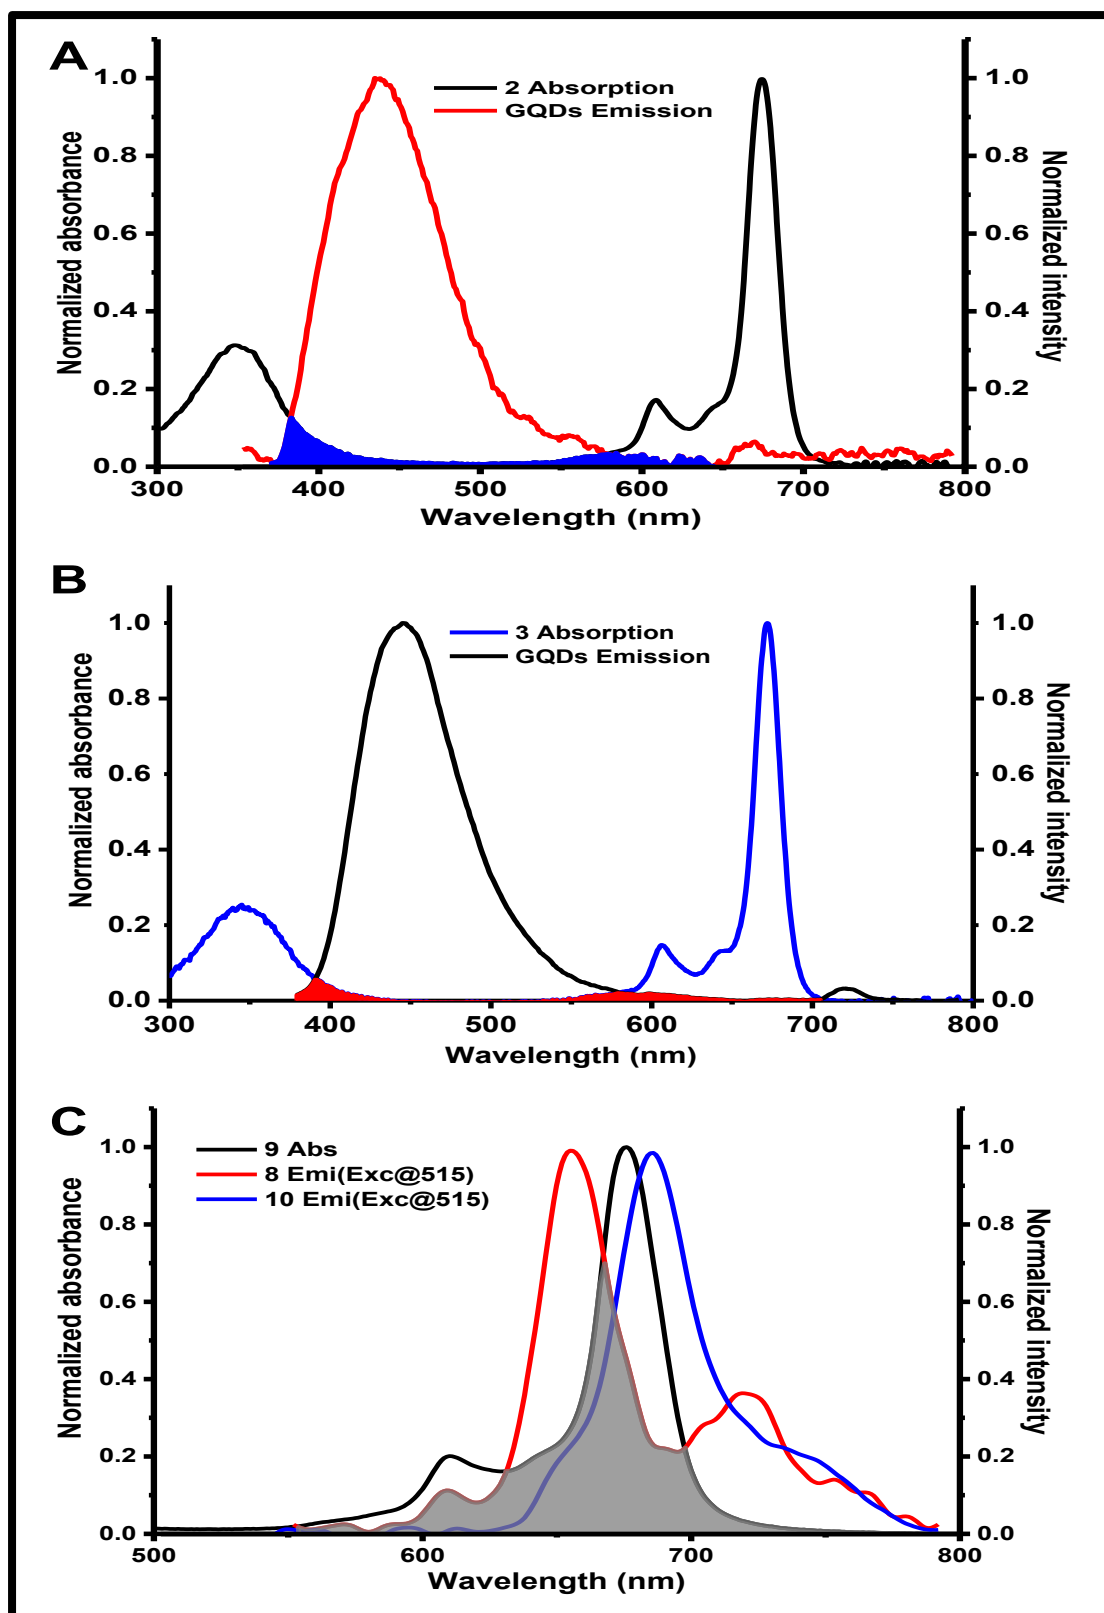 A
1.0
0.8
0.6
0.4
0.2
0.0
Normalized absorbance
2 Absorption
GQDs Emission
1.0
0.8
0.6
0.4
0.2
0.0
Normalized intensity
300 400 500 600 700 800
Wavelength (nm)
B
1.0
0.8
0.6
0.4
0.2
0.0
Normalized absorbance
3 Absorption
GQDs Emission
1.0
0.8
0.6
0.4
0.2
0.0
Normalized intensity
300 400 500 600 700 800
Wavelength (nm)
C
1.0
0.8
0.6
0.4
0.2
0.0
Normalized absorbance
9 Abs
8 Emi(Exc@515)
10 Emi(Exc@515)
1.0
0.8
0.6
0.4
0.2
0.0
Normalized intensity
500 600 700 800
Wavelength (nm)